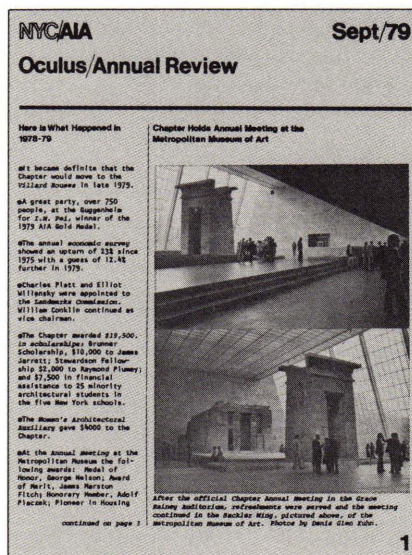 NYC/AIA
Sept/79
Oculus/Annual Review
Here is What Happened in
1978-79
●It became definite that the
Chapter would move to the
Villard Houses in late 1979.
●A great party, over 750
people, at the Guggenheim
for I.M. Pei, winner of the
1979 AIA Gold Medal.
●The annual economic survey
showed an upturn of 33% since
1975 with a guess of 12.4%
further in 1979.
●Charles Platt and Elliot
Willensky were appointed to
the Landmarks Commission.
William Conklin continued as
vice chairman.
●The Chapter awarded $19,500.
in scholarships: Brunner
Scholarship, $10,000 to James
Jarrett; Stewardson Fellow-
ship $2,000 to Raymond Plumey;
and $7,500 in financial
assistance to 25 minority
architectural students in
the five New York schools.
●The Women's Architectural
Auxiliary gave $4000 to the
Chapter.
●At the Annual Meeting at the
Metropolitan Museum the fol-
lowing awards: Medal of
Honor, George Nelson; Award
of Merit, James Marston
Fitch; Honorary Member, Adolf
Placzek; Pioneer in Housing
continued on page 3
Chapter Holds Annual Meeting at the
Metropolitan Museum of Art
After the official Chapter Annual Meeting in the Grace
Rainey Auditorium, refreshments were served and the meeting
continued in the Sackler Wing, pictured above, of the
Metropolitan Museum of Art. Photos by Denis Glen Kuhn.
1